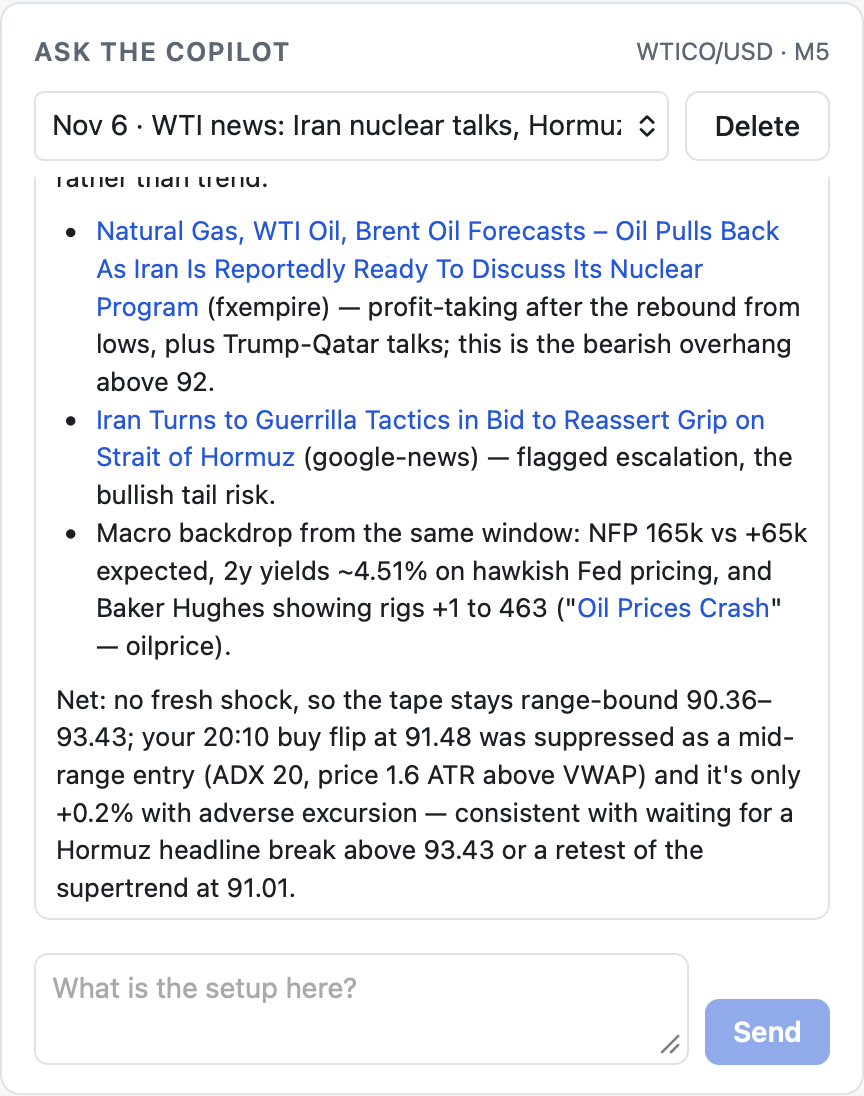 ASK THE COPILOT
WTICO/USD · M5
Nov 6 · WTI news: Iran nuclear talks, Hormuz
Delete
rather than trend.
• Natural Gas, WTI Oil, Brent Oil Forecasts – Oil Pulls Back
As Iran Is Reportedly Ready To Discuss Its Nuclear
Program (fxempire) — profit-taking after the rebound from
lows, plus Trump-Qatar talks; this is the bearish overhang
above 92.
• Iran Turns to Guerrilla Tactics in Bid to Reassert Grip on
Strait of Hormuz (google-news) — flagged escalation, the
bullish tail risk.
• Macro backdrop from the same window: NFP 165k vs +65k
expected, 2y yields ~4.51% on hawkish Fed pricing, and
Baker Hughes showing rigs +1 to 463 ("Oil Prices Crash"
— oilprice).
Net: no fresh shock, so the tape stays range-bound 90.36–
93.43; your 20:10 buy flip at 91.48 was suppressed as a mid-
range entry (ADX 20, price 1.6 ATR above VWAP) and it's only
+0.2% with adverse excursion — consistent with waiting for a
Hormuz headline break above 93.43 or a retest of the
supertrend at 91.01.
What is the setup here?
Send